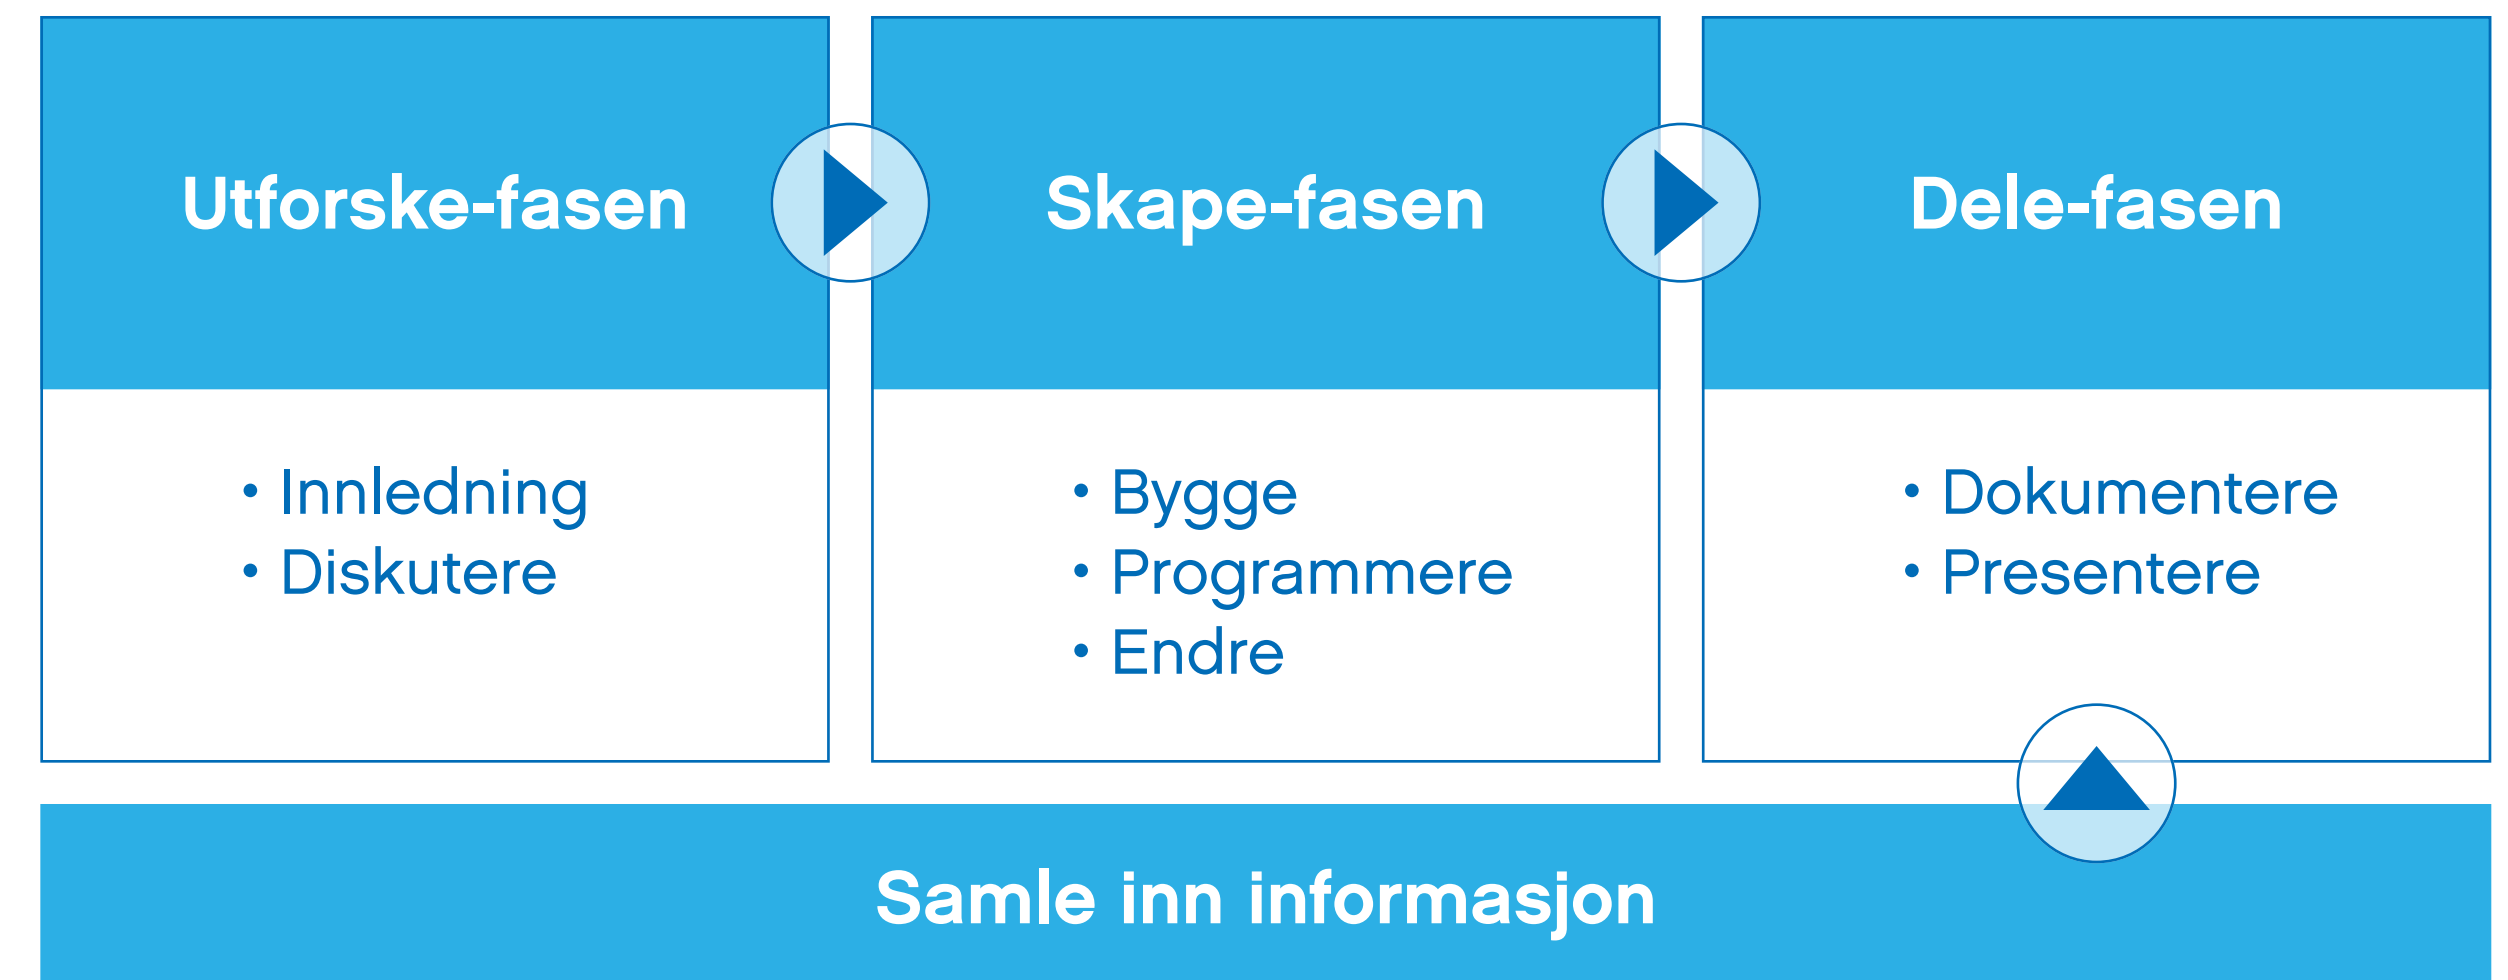 Utforske-fasen
• Innledning
• Diskutere
Skape-fasen
• Bygge
• Programmere
• Endre
Dele-fasen
• Dokumentere
• Presentere
Samle inn informasjon